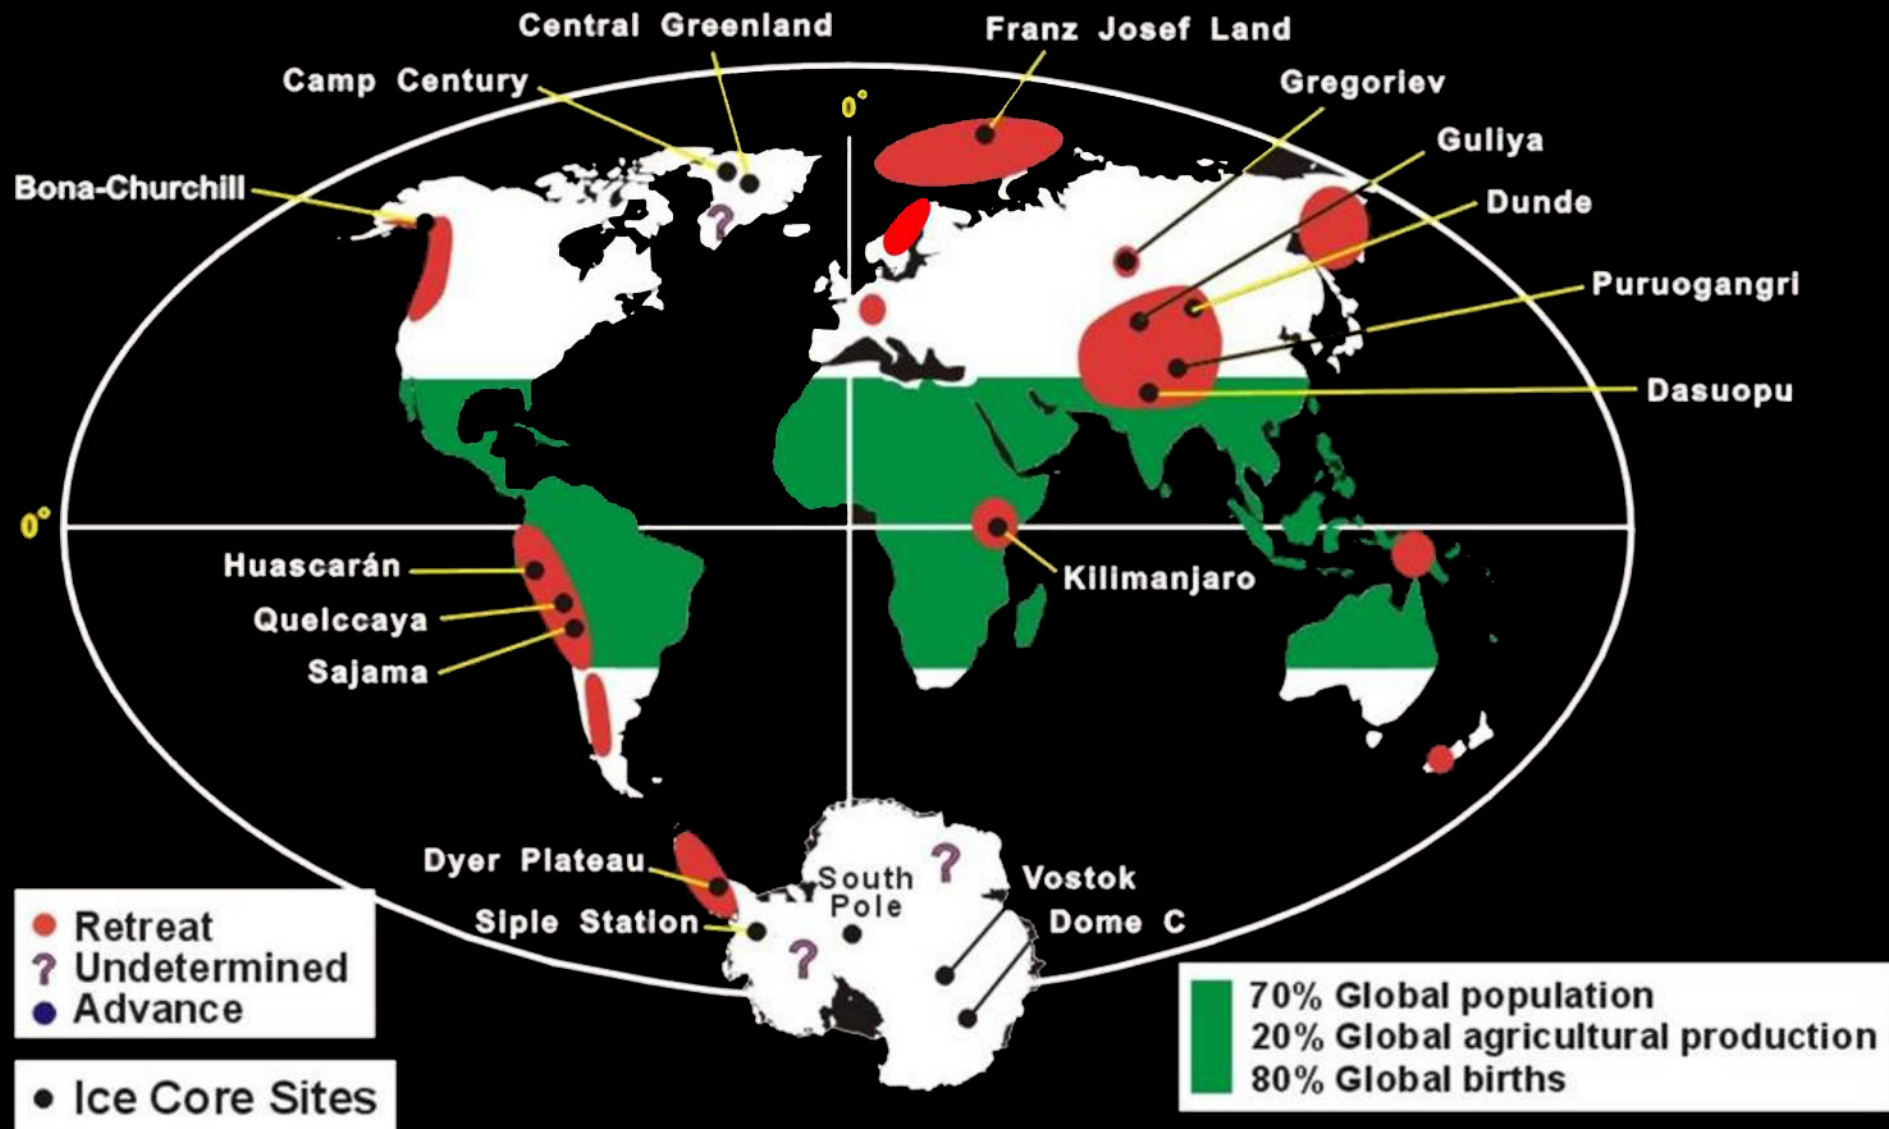 Central Greenland
Franz Josef Land
Camp Century
Gregoriev
0°
Guliya
Bona-Churchill
?
Dunde
Puruogangri
Dasuopu
0°
Huascarán
Kilimanjaro
Quelccaya
Sajama
Dyer Plateau
?
South
Pole
Vostok
Siple Station
Dome C
?
Retreat
? Undetermined
Advance
Ice Core Sites
70% Global population
20% Global agricultural production
80% Global births